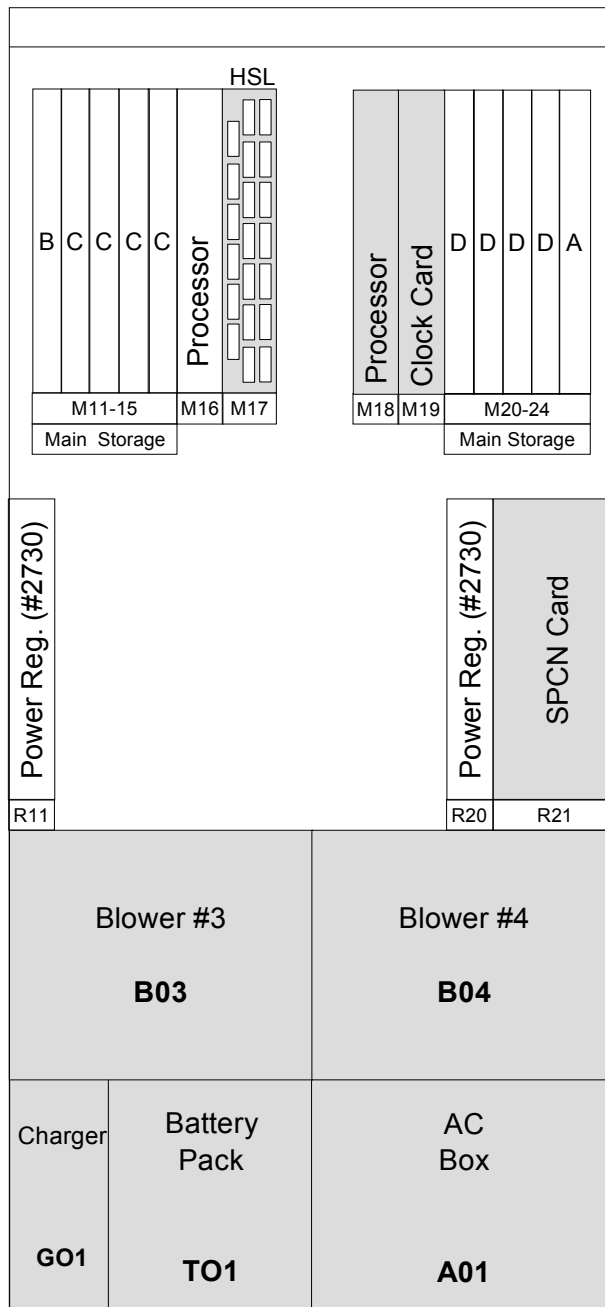 HSL
B C C C C
Processor
Processor
Clock Card
D D D D A
M11-15 M16 M17
M18 M19 M20-24
Main Storage
Main Storage
Power Reg. (#2730)
Power Reg. (#2730)
SPCN Card
R11
R20 R21
Blower #3
B03
Blower #4
B04
Charger
GO1
Battery
Pack
TO1
AC
Box
A01